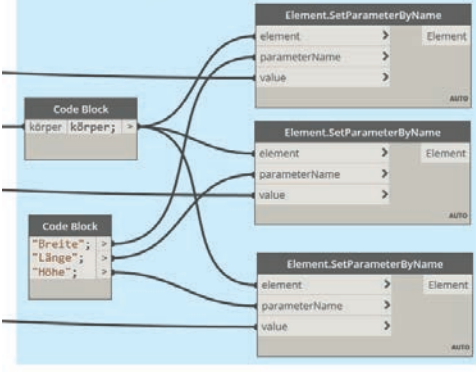 Element.SetParameterByName
element > Element
parameterName >
value >
AUTO
Code Block
körper körper; >
Element.SetParameterByName
element > Element
parameterName >
value >
AUTO
Code Block
"Breite"; >
"Länge"; >
"Höhe"; >
Element.SetParameterByName
element > Element
parameterName >
value >
AUTO